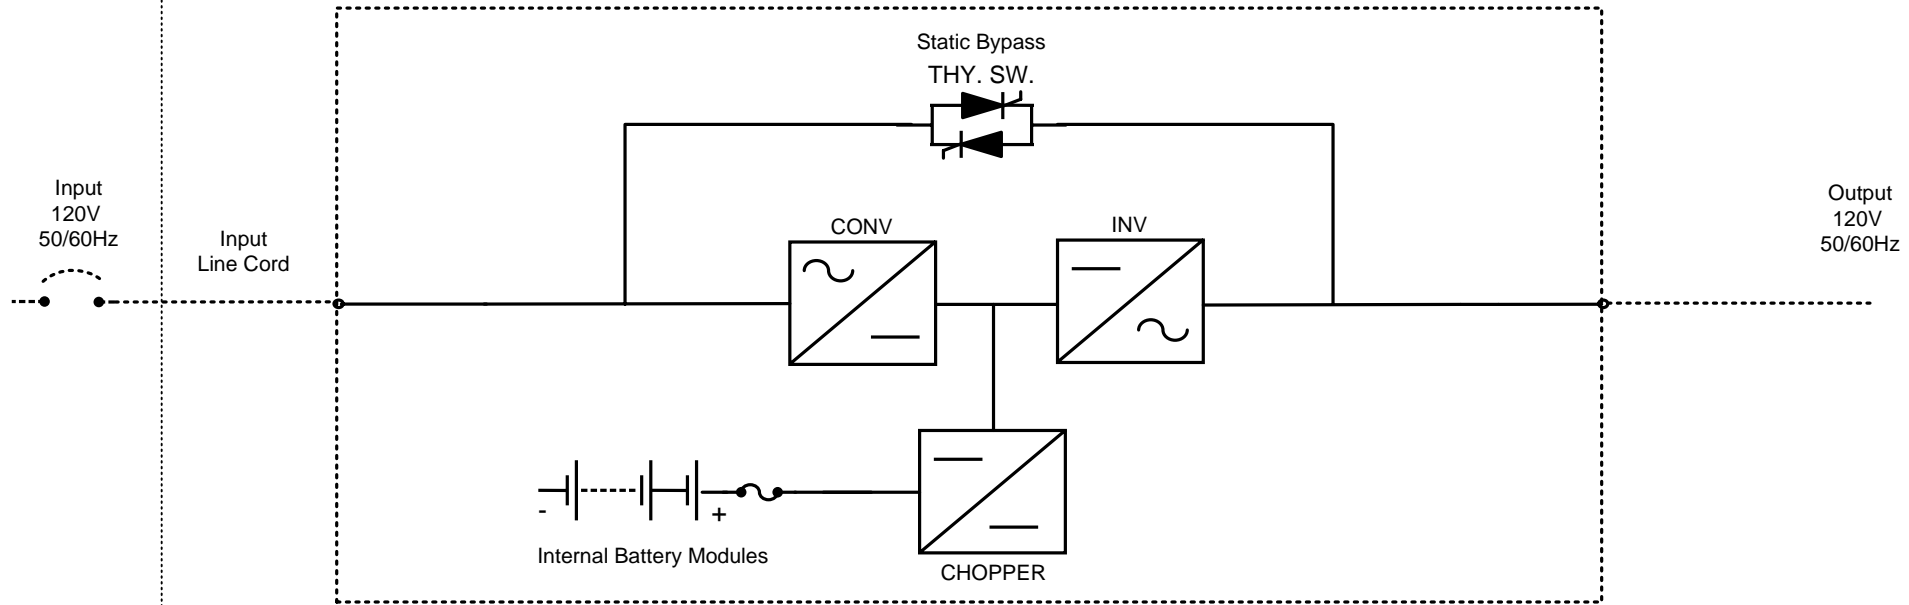 Static Bypass
THY. SW.
Input
120V
50/60Hz
Input
Line Cord
CONV
INV
Output
120V
50/60Hz
-
+
Internal Battery Modules
CHOPPER